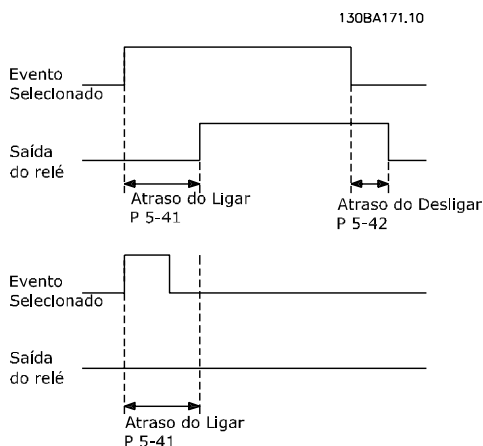 130BA171.10
Evento
Selecionado
Saída
do relé
Atraso do Ligar
P 5-41
Atraso do Desligar
P 5-42
Evento
Selecionado
Saída
do relé
Atraso do Ligar
P 5-41